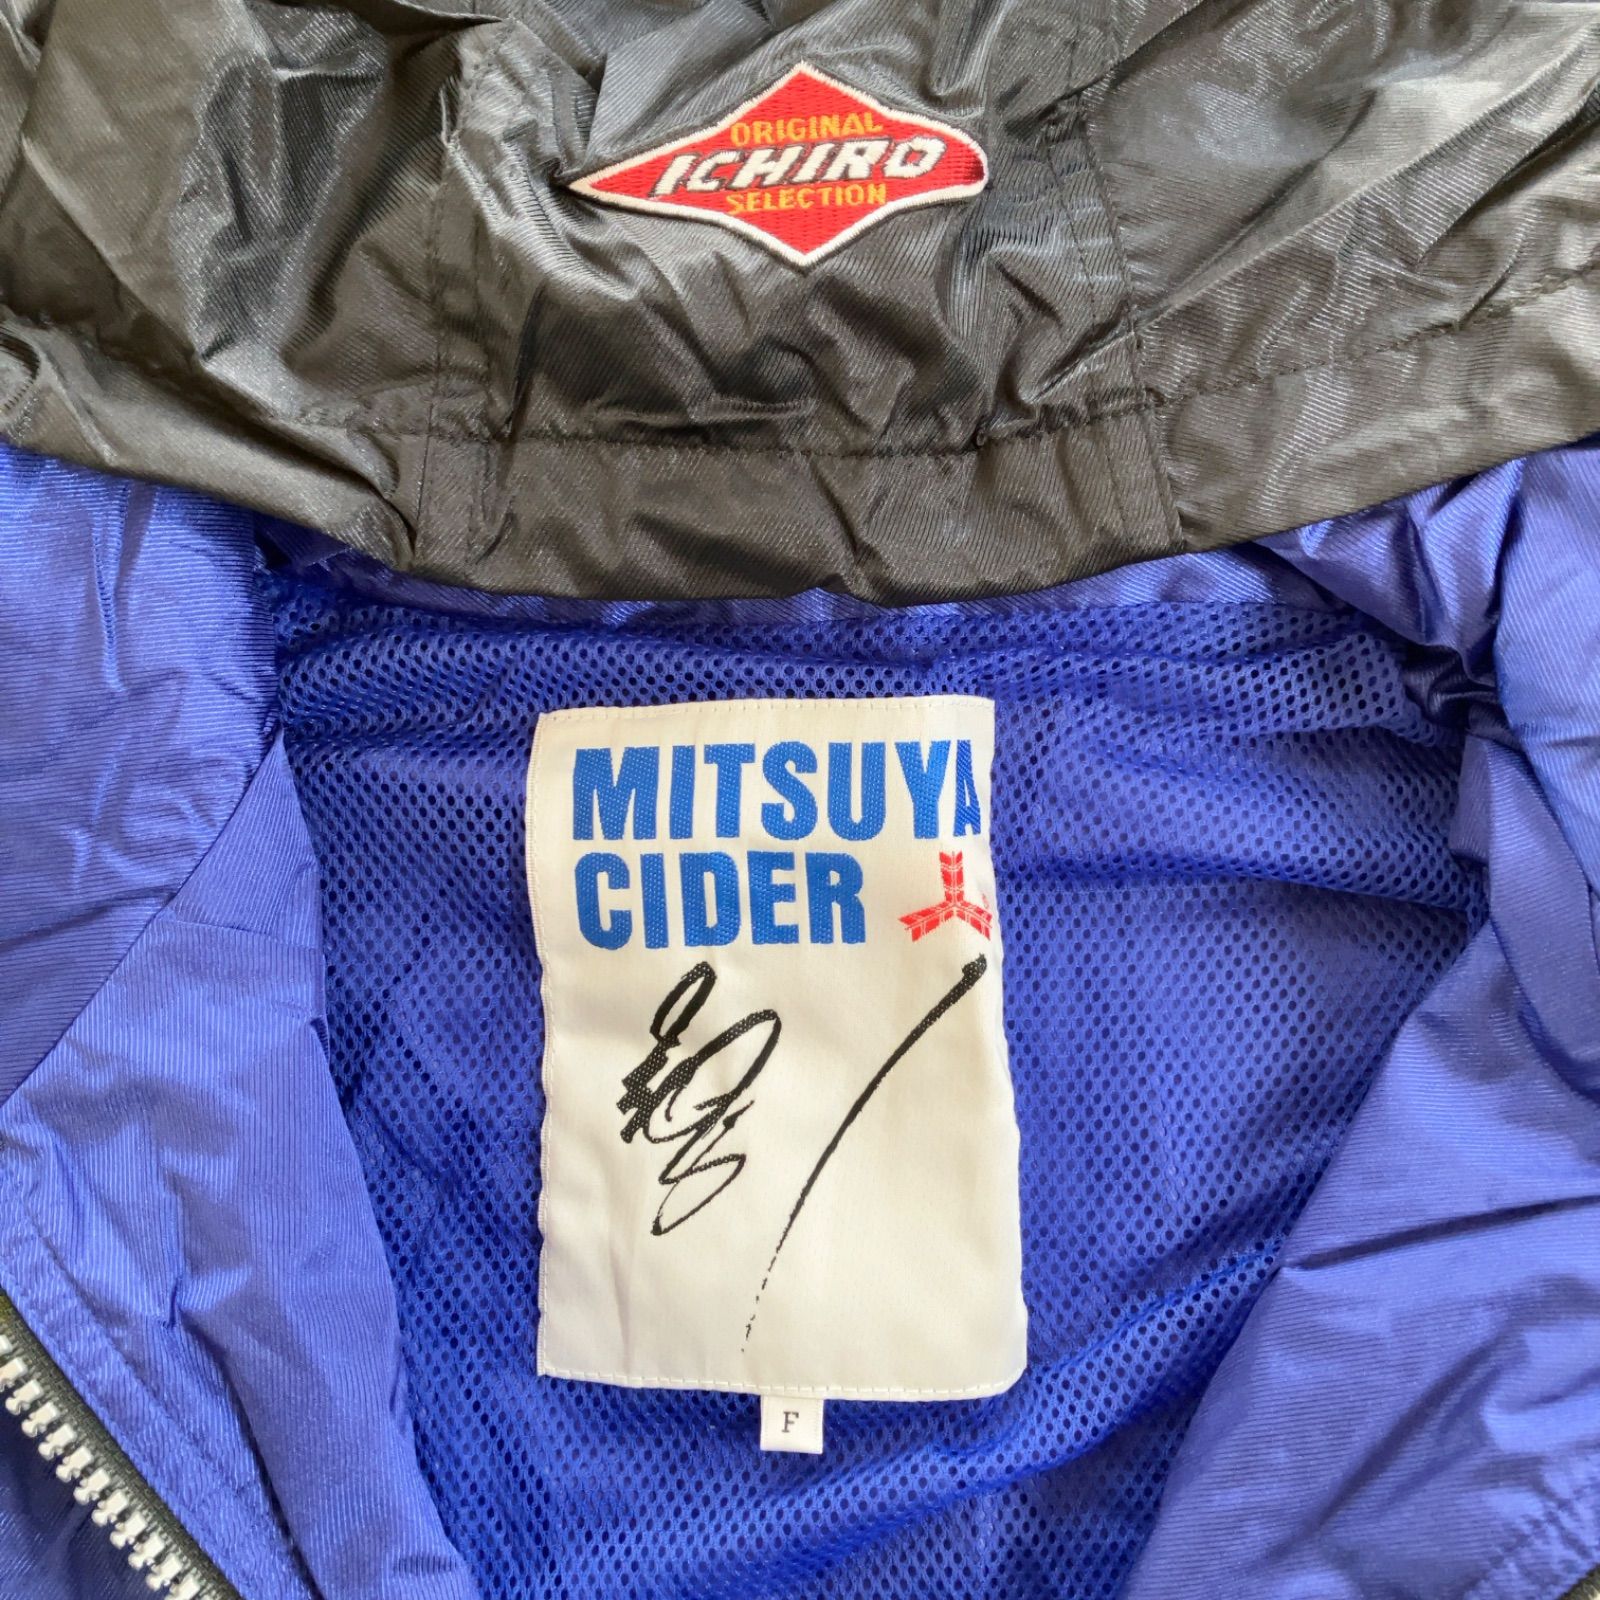 ORIGINAL
ICHIRO
SELECTION
MITSUYA
CIDER
F